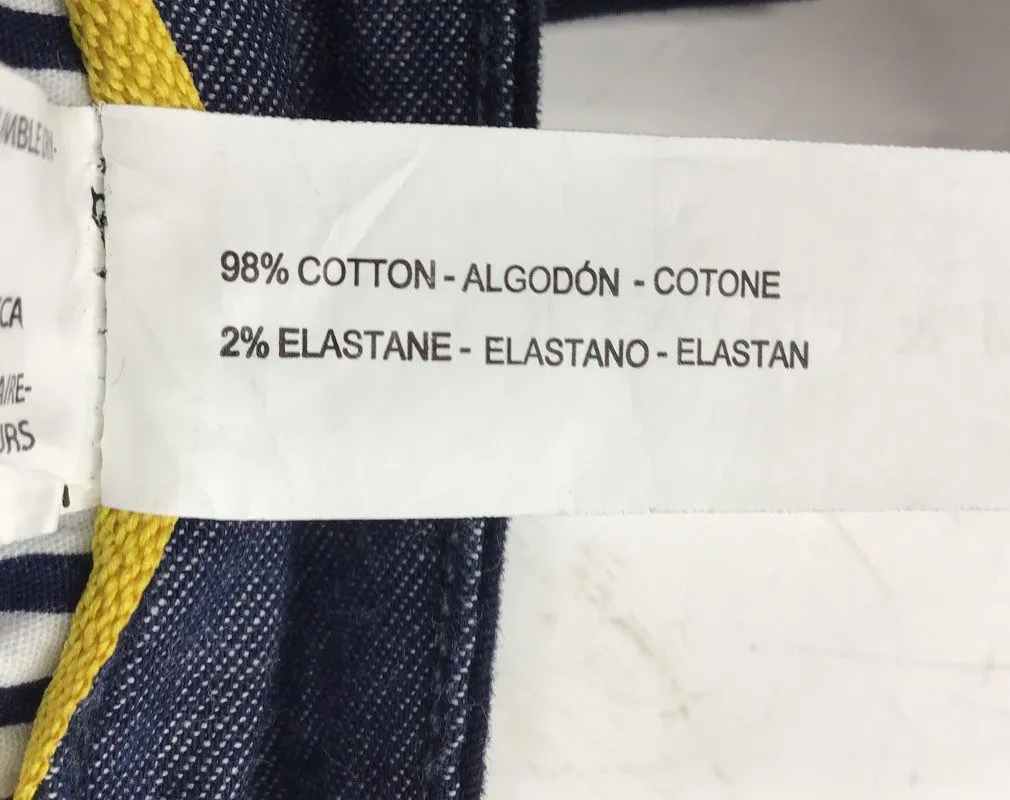 98% COTTON - ALGODÓN - COTONE
2% ELASTANE - ELASTANO - ELASTAN